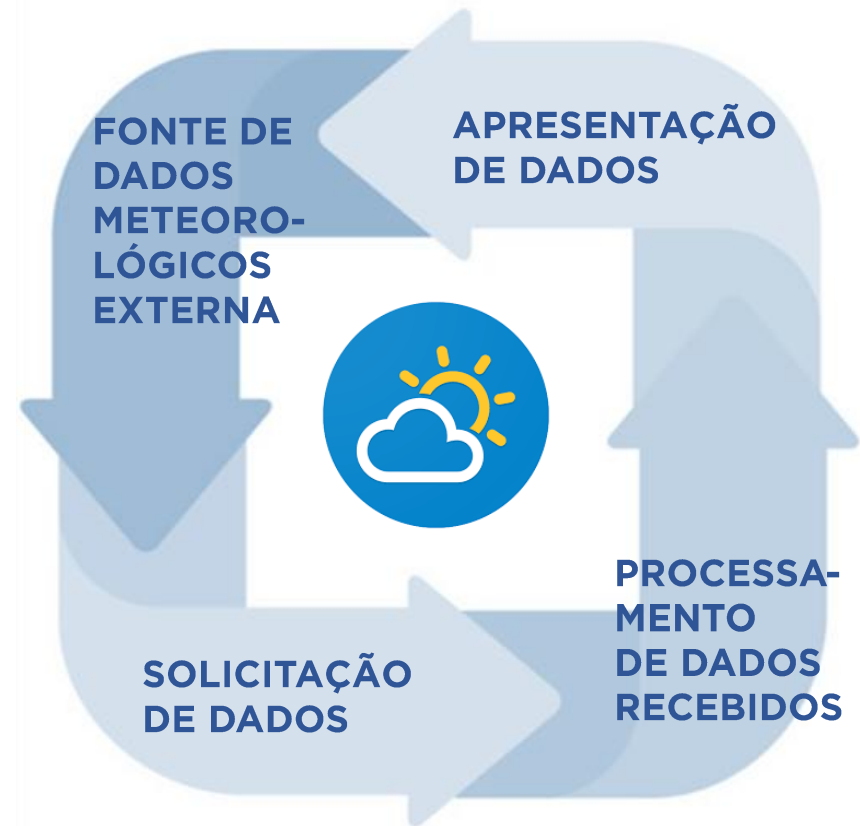 FONTE DE
DADOS
METEORO-
LÓGICOS
EXTERNA
APRESENTAÇÃO
DE DADOS
SOLICITAÇÃO
DE DADOS
PROCESSA-
MENTO
DE DADOS
RECEBIDOS